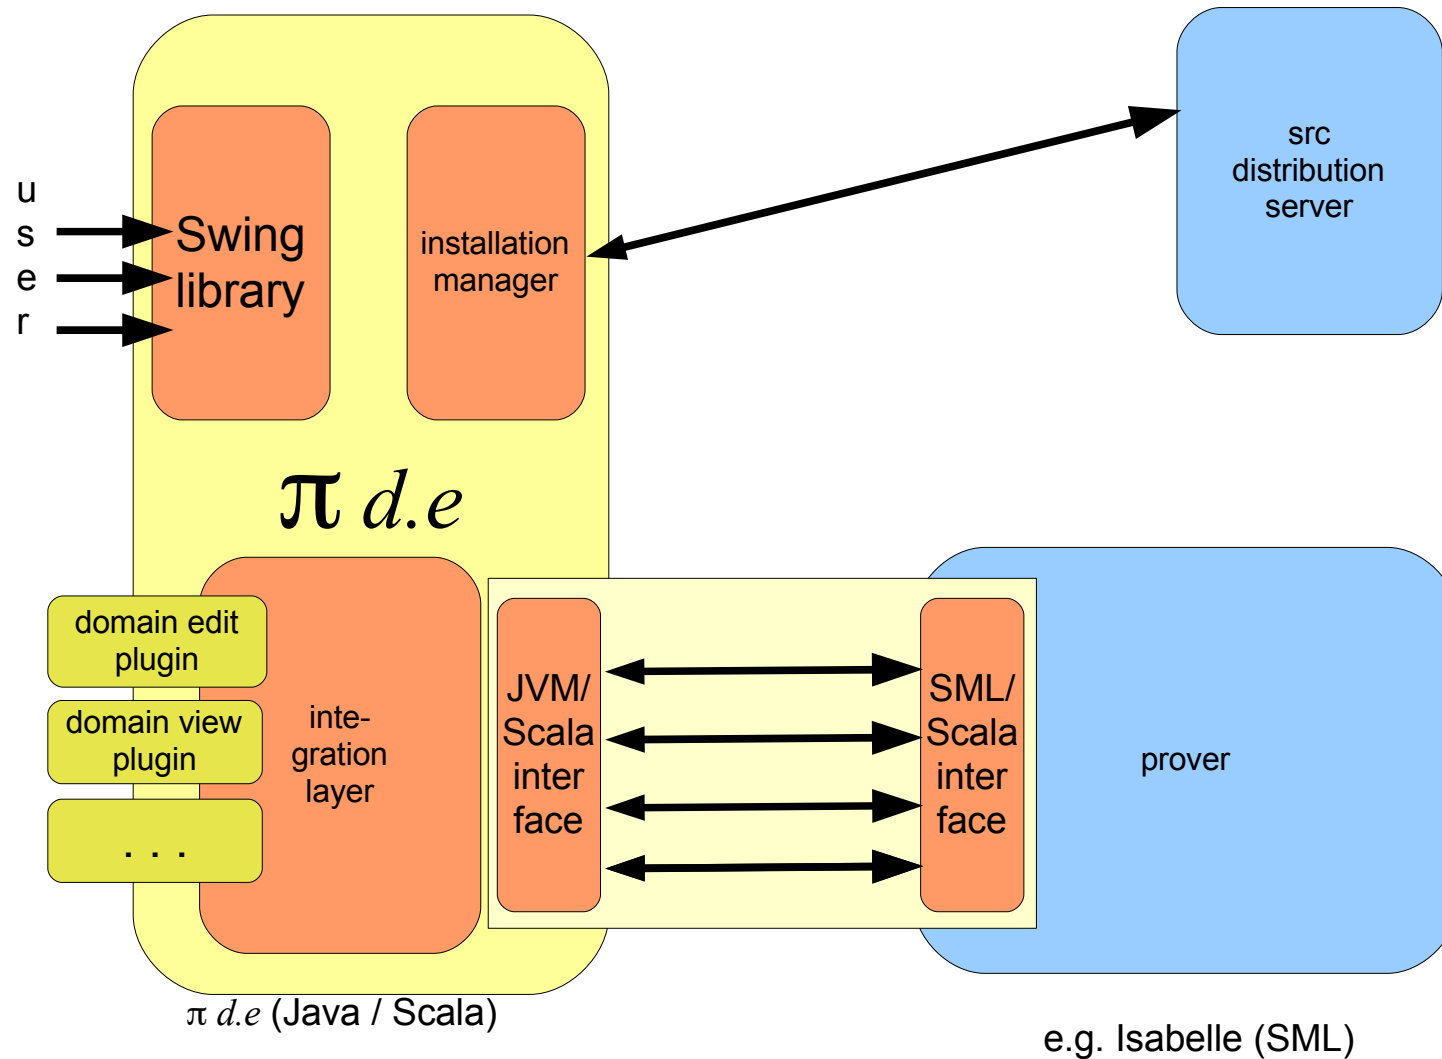 u
s
e
r
Swing
library
installation
manager
src
distribution
server
π d.e
domain edit
plugin
domain view
plugin
. . .
inte-
gration
layer
JVM/
Scala
inter
face
SML/
Scala
inter
face
prover
π d.e (Java / Scala)
e.g. Isabelle (SML)